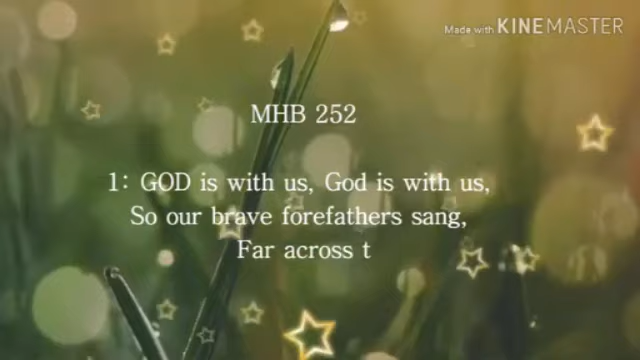 Made with KINEMASTER
MHB 252
1: GOD is with us, God is with us,
So our brave forefathers sang,
Far across t